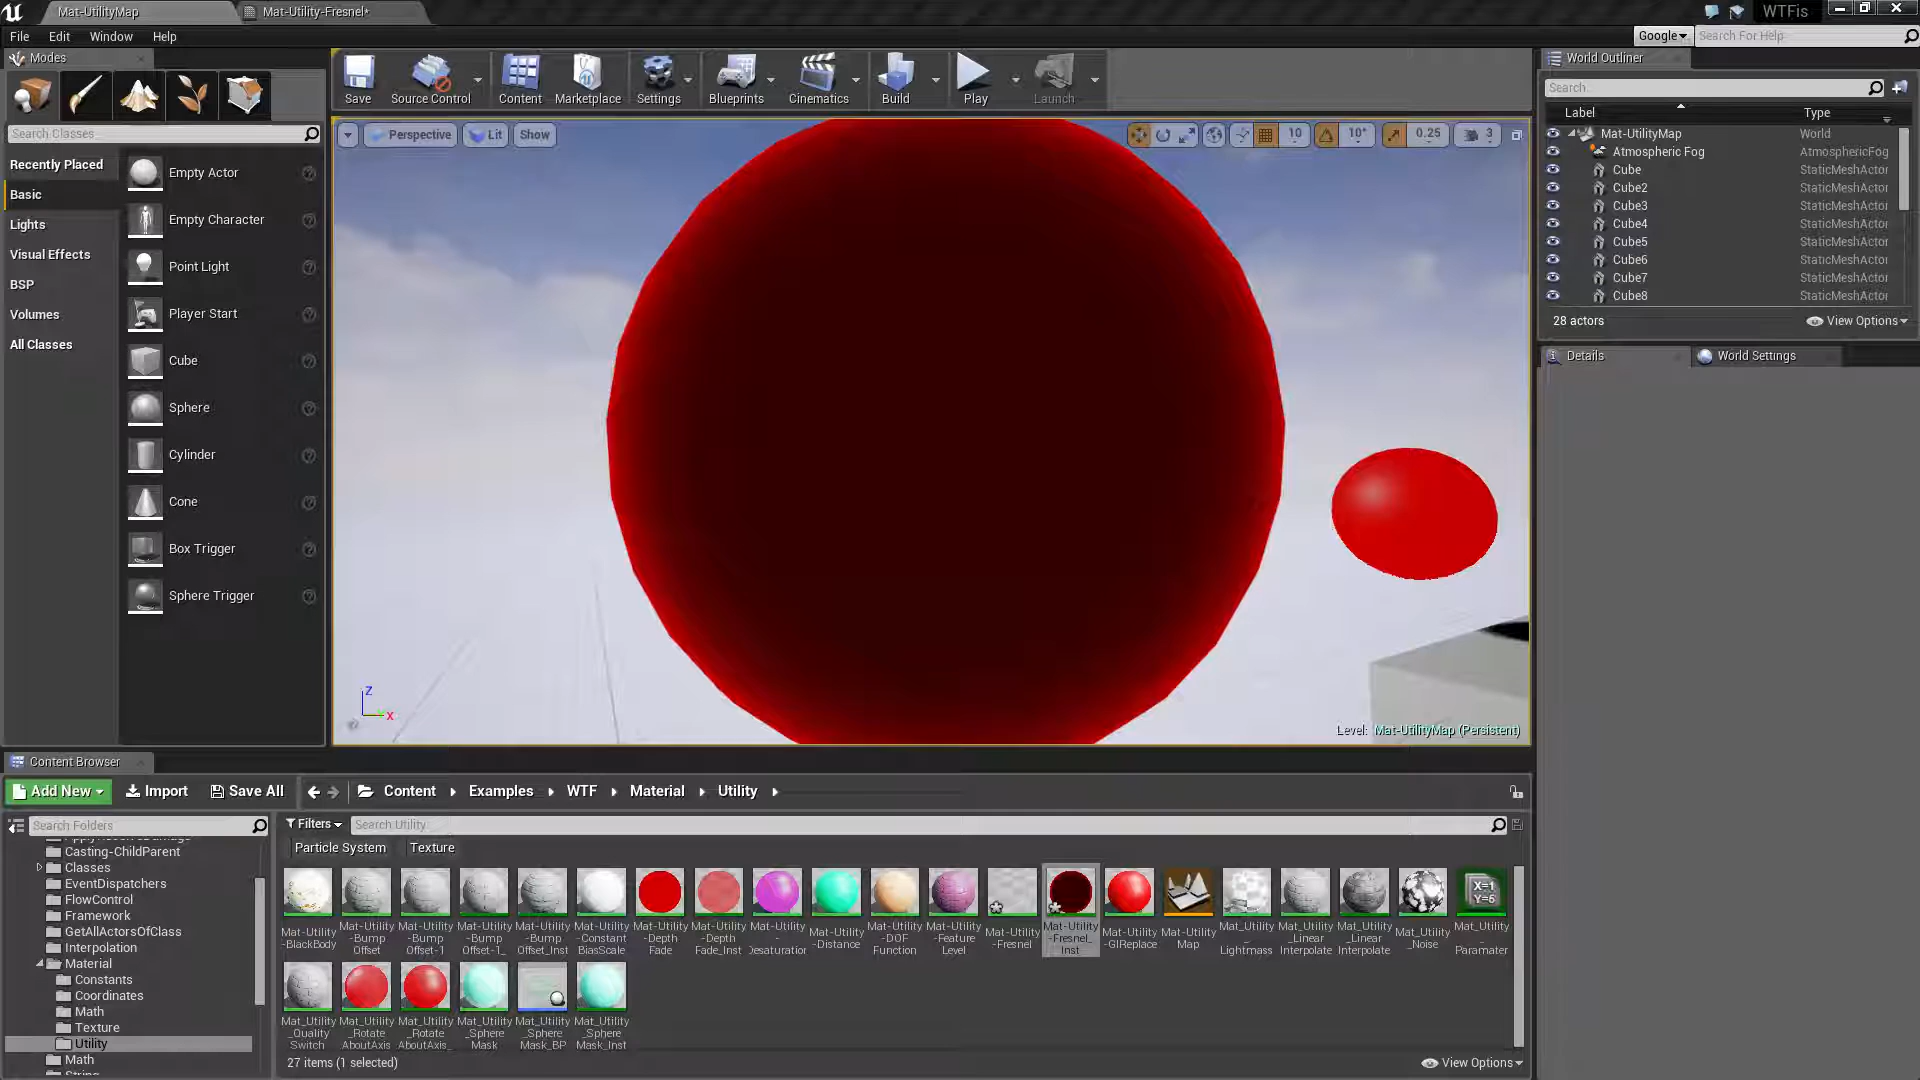 Mat-UtilityMap
Mat-Utility-Fresnel*
WTFis
File Edit Window Help
Google
Search For Help
Modes
Search Classes
Recently Placed
Basic
Lights
Visual Effects
BSP
Volumes
All Classes
Empty Actor
Empty Character
Point Light
Player Start
Cube
Sphere
Cylinder
Cone
Box Trigger
Sphere Trigger
Save
Source Control
Content
Marketplace
Settings
Blueprints
Cinematics
Build
Play
Launch
Perspective
Lit
Show
10
10°
0.25
3
Z
X
Level: Mat-UtilityMap (Persistent)
World Outliner
Search
Label Type
Mat-UtilityMap World
Atmospheric Fog AtmosphericFog
Cube StaticMeshActor
Cube2 StaticMeshActor
Cube3 StaticMeshActor
Cube4 StaticMeshActor
Cube5 StaticMeshActor
Cube6 StaticMeshActor
Cube7 StaticMeshActor
Cube8 StaticMeshActor
28 actors
View Options
Details
World Settings
Content Browser
Add New
Import
Save All
Content
Examples
WTF
Material
Utility
Search Folders
Casting-ChildParent
Classes
EventDispatchers
FlowControl
Framework
GetAllActorsOfClass
Interpolation
Material
Constants
Coordinates
Math
Texture
Utility
Math
Filters
Search Utility
Particle System
Texture
Mat-Utility
-BlackBody
Mat-Utility
-Bump
Offset
Mat-Utility
-Bump
Offset-1
Mat-Utility
-Bump
Offset-1_
Mat-Utility
-Bump
Offset_Inst
Mat-Utility
-Constant
BiasScale
Mat-Utility
-Depth
Fade
Mat-Utility
-Depth
Fade_Inst
Mat-Utility
-
Desaturation
Mat-Utility
-Distance
Mat-Utility
-DOF
Function
Mat-Utility
-Feature
Level
Mat-Utility
-Fresnel
Mat-Utility
-Fresnel_
Inst
Mat-Utility
-GIReplace
Mat-Utility
Map
Mat_Utility
_
Lightmass
Mat_Utility
_Linear
Interpolate
Mat_Utility
_Linear
Interpolate
Mat_Utility
_Noise
X=1
Y=5
Mat_Utility
_
Paramater
Mat_Utility
_Quality
Switch
Mat_Utility
_Rotate
AboutAxis
Mat_Utility
_Rotate
AboutAxis_
Mat_Utility
_Sphere
Mask
Mat_Utility
_Sphere
Mask_BP
Mat_Utility
_Sphere
Mask_Inst
27 items (1 selected)
View Options